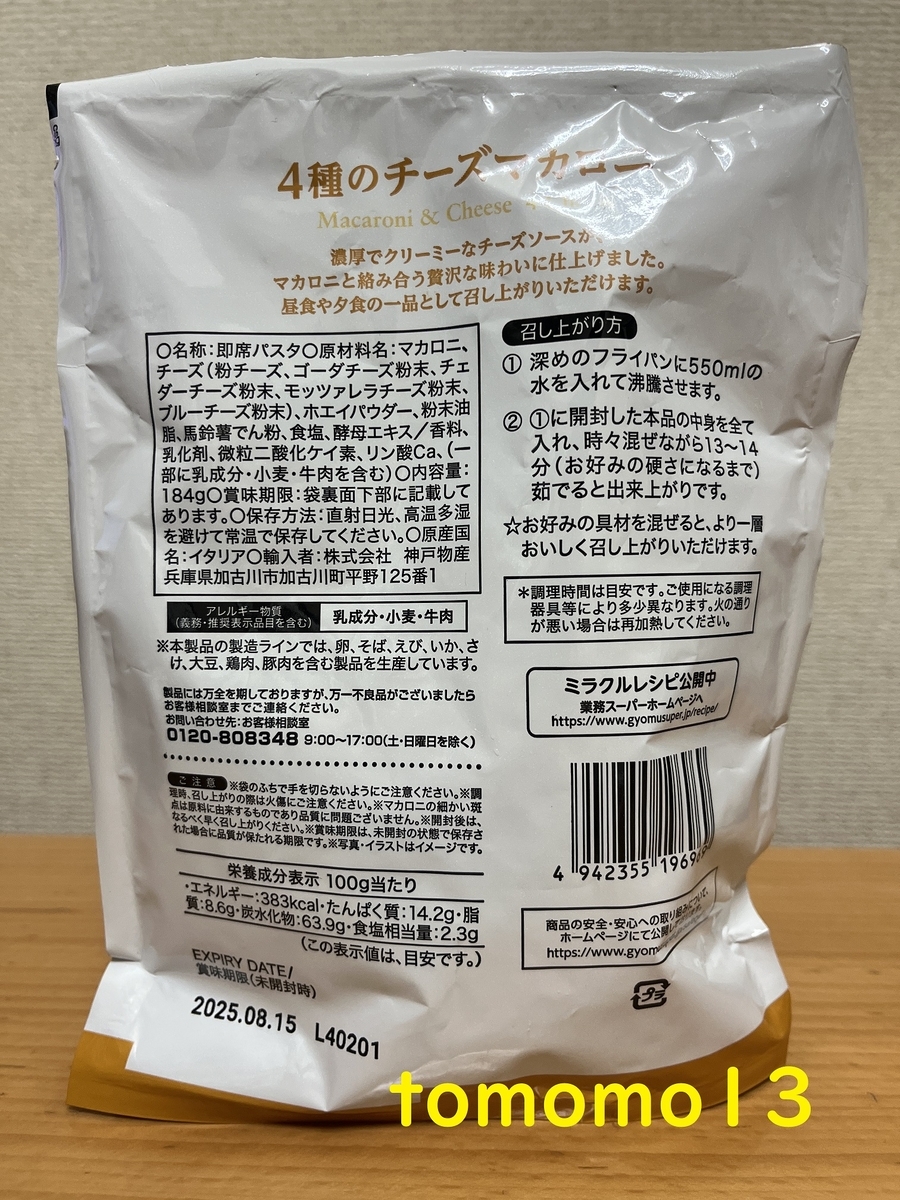 4種のチーズマカロニー
Macaroni & Cheese
濃厚でクリーミーなチーズソースが、
マカロニと絡み合う贅沢な味わいに仕上げました。
昼食や夕食の一品として召し上がりいただけます。
〇名称:即席パスタ〇原材料名:マカロニ、
チーズ(粉チーズ、ゴーダチーズ粉末、チェ
ダーチーズ粉末、モッツァレラチーズ粉末、
ブルーチーズ粉末)、ホエイパウダー、粉末油
脂、馬鈴薯でん粉、食塩、酵母エキス/香料、
乳化剤、微粒二酸化ケイ素、リン酸Ca、(一
部に乳成分・小麦・牛肉を含む)〇内容量:
184g〇賞味期限:袋裏面下部に記載して
あります。〇保存方法:直射日光、高温多湿
を避けて常温で保存してください。〇原産国
名:イタリア〇輸入者:株式会社 神戸物産
兵庫県加古川市加古川町平野125番1
アレルギー物質
(義務・推奨表示品目を含む)
乳成分・小麦・牛肉
※本製品の製造ラインでは、卵、そば、えび、いか、さ
け、大豆、鶏肉、豚肉を含む製品を生産しています。
製品には万全を期しておりますが、万一不良品がございましたら
お客様相談室までご連絡ください。
お問い合わせ先:お客様相談室
0120-808348 9:00〜17:00(土・日曜日を除く)
ご注意 ※袋のふちで手を切らないようにご注意ください。※調
理時、召し上がりの際は火傷にご注意ください。※マカロニの細かい斑
点は原料に由来するものであり品質に問題ございません。※開封後は、
なるべく早く召し上がりください。※賞味期限は、未開封の状態で保存さ
れた場合に品質が保たれる期限です。※写真・イラストはイメージです。
栄養成分表示 100g当たり
・エネルギー:383kcal・たんぱく質:14.2g・脂
質:8.6g・炭水化物:63.9g・食塩相当量:2.3g
(この表示値は、目安です。)
EXPIRY DATE/
賞味期限(未開封時)
2025.08.15 L40201
召し上がり方
① 深めのフライパンに550mlの
水を入れて沸騰させます。
② ①に開封した本品の中身を全て
入れ、時々混ぜながら13〜14
分(お好みの硬さになるまで)
茹でると出来上がりです。
☆お好みの具材を混ぜると、より一層
おいしく召し上がりいただけます。
*調理時間は目安です。ご使用になる調理
器具等により多少異なります。火の通り
が悪い場合は再加熱してください。
ミラクルレシピ公開中
業務スーパーホームページへ
https://www.gyomusuper.jp/recipe/
4 942355 19694
商品の安全・安心への取り組みについて、
ホームページにて公開し
https://www.gyom
プラ
tomomo13